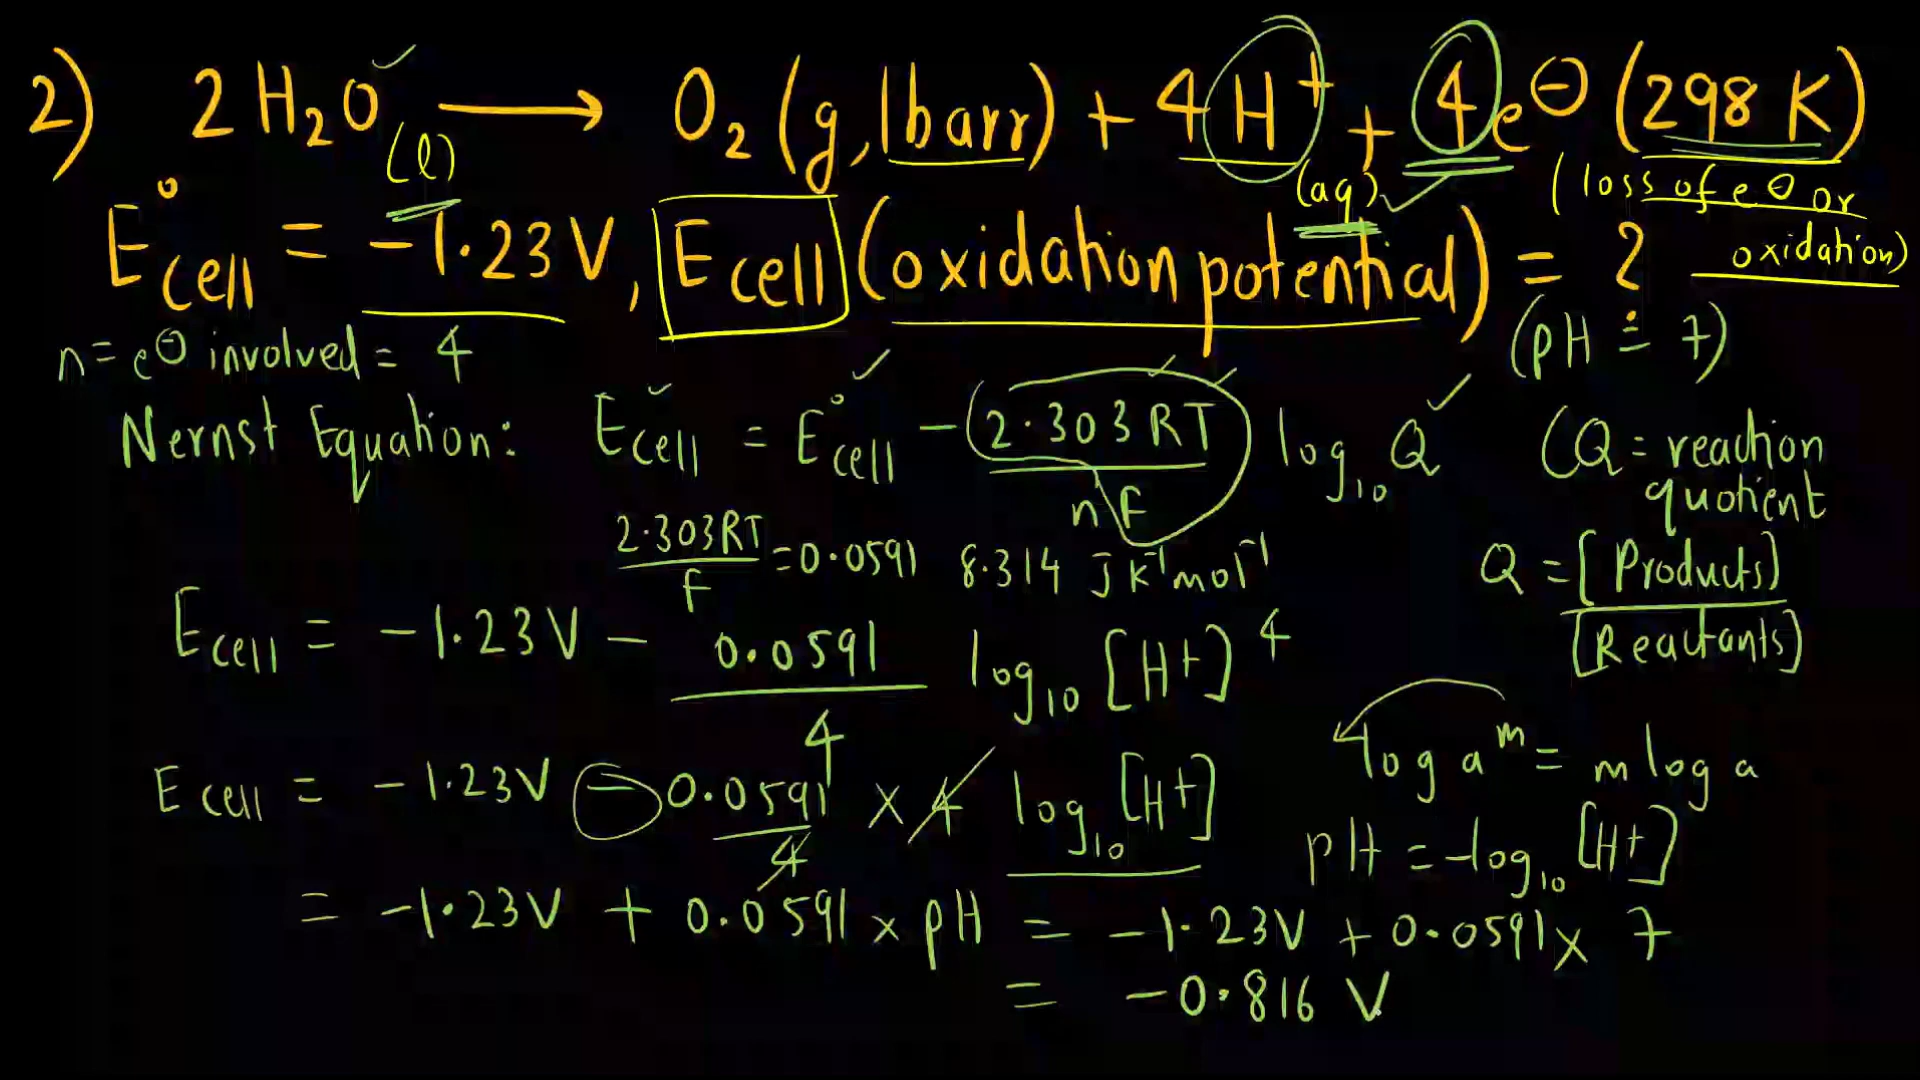 2) 2H₂O(l) ⟶ O₂ (g, 1barr) + 4H⁺(aq) + 4e⊖ (298 K)
(loss of e⊖ or oxidation)
E°cell = -1.23V, Ecell (oxidation potential) = ?
(pH = 7)
n = e⊖ involved = 4
Nernst Equation: Ecell = E°cell - 2.303RT/nF log₁₀ Q (Q = reaction quotient
2.303RT/F = 0.0591 8.314 JK⁻¹mol⁻¹
Q = [Products]/[Reactants]
Ecell = -1.23V - 0.0591/4 log₁₀ [H+]⁴
log aᵐ = m log a
Ecell = -1.23V - 0.0591/4 x 4 log₁₀ [H+]
pH = -log₁₀ [H+]
= -1.23V + 0.0591 x pH = -1.23V + 0.0591 x 7
= -0.816 V